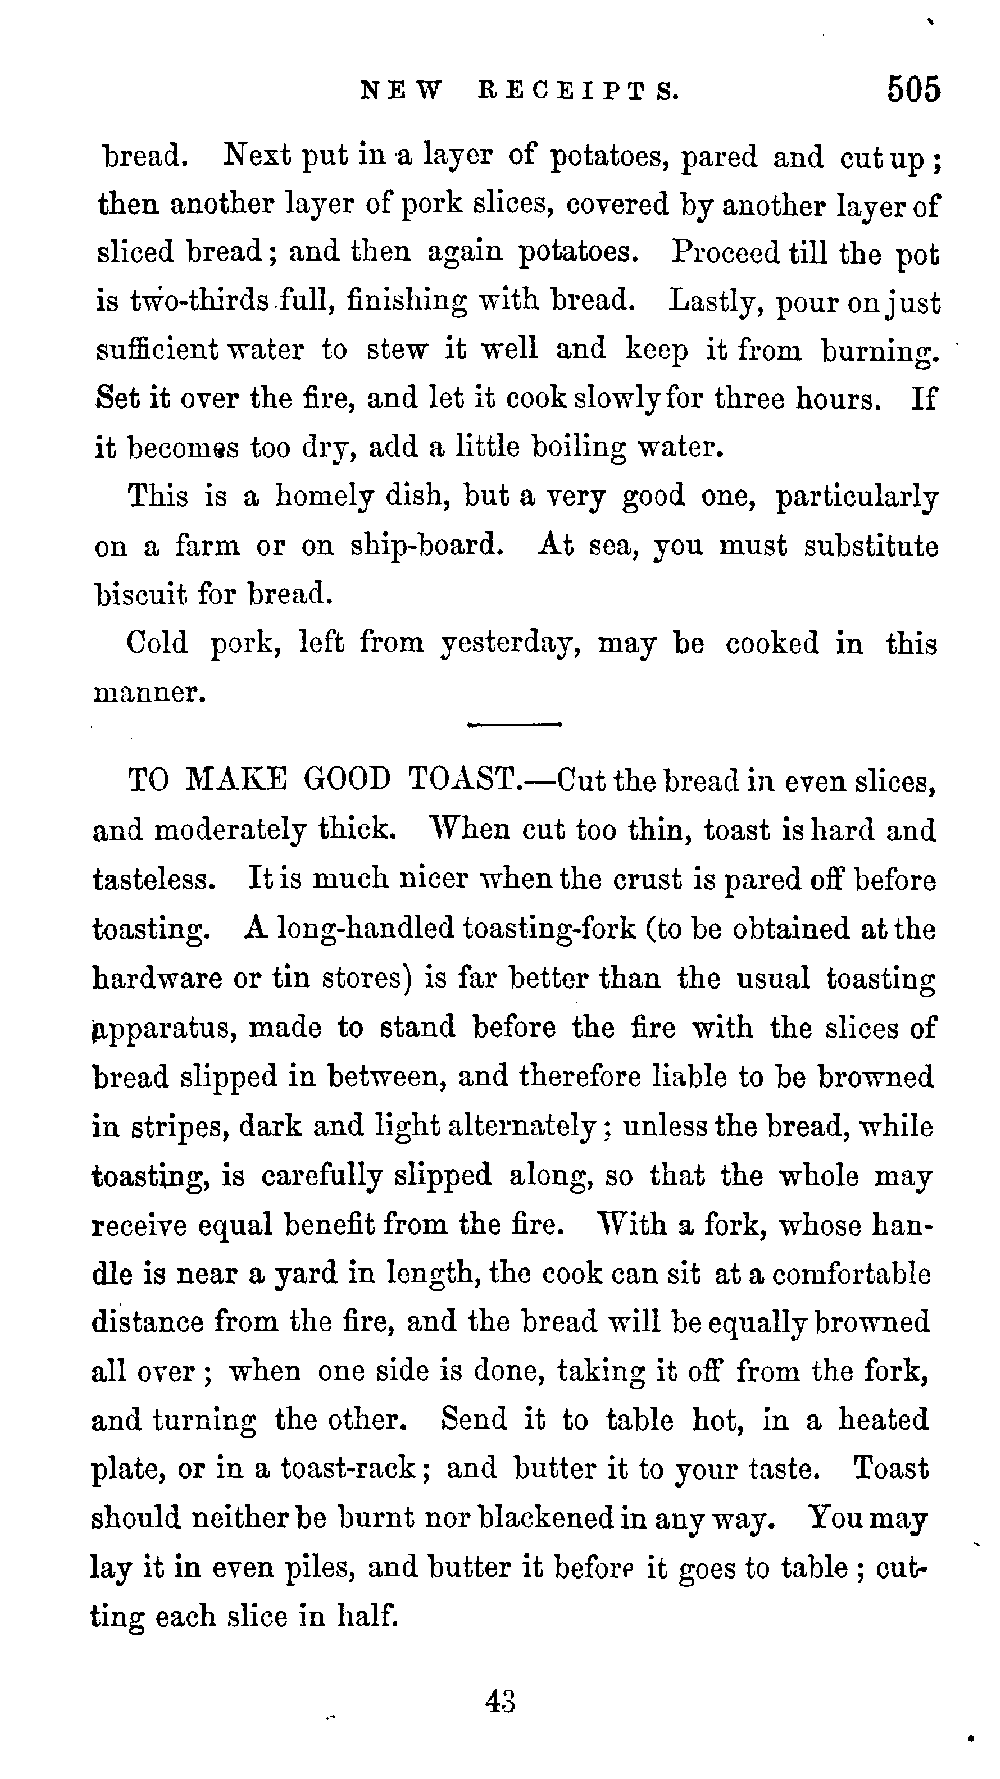 NEW RECEIPTS. 505
bread. Next put in a layer of potatoes, pared and cut up;
then another layer of pork slices, covered by another layer of
sliced bread; and then again potatoes. Proceed till the pot
is two-thirds full, finishing with bread. Lastly, pour on just
sufficient water to stew it well and keep it from burning.
Set it over the fire, and let it cook slowly for three hours. If
it becomes too dry, add a little boiling water.
This is a homely dish, but a very good one, particularly
on a farm or on ship-board. At sea, you must substitute
biscuit for bread.
Cold pork, left from yesterday, may be cooked in this
manner.
TO MAKE GOOD TOAST.—Cut the bread in even slices,
and moderately thick. When cut too thin, toast is hard and
tasteless. It is much nicer when the crust is pared off before
toasting. A long-handled toasting-fork (to be obtained at the
hardware or tin stores) is far better than the usual toasting
apparatus, made to stand before the fire with the slices of
bread slipped in between, and therefore liable to be browned
in stripes, dark and light alternately; unless the bread, while
toasting, is carefully slipped along, so that the whole may
receive equal benefit from the fire. With a fork, whose han-
dle is near a yard in length, the cook can sit at a comfortable
distance from the fire, and the bread will be equally browned
all over; when one side is done, taking it off from the fork,
and turning the other. Send it to table hot, in a heated
plate, or in a toast-rack; and butter it to your taste. Toast
should neither be burnt nor blackened in any way. You may
lay it in even piles, and butter it before it goes to table; cut-
ting each slice in half.
43